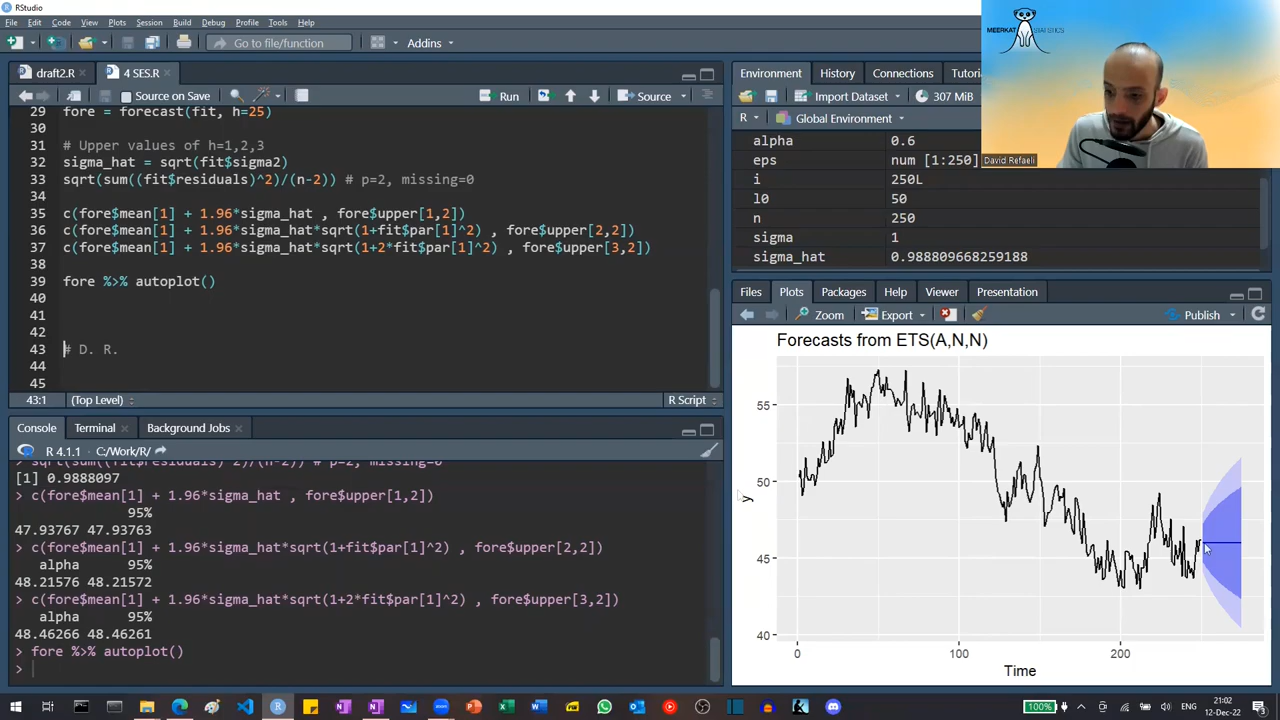 RStudio
File Edit Code View Plots Session Build Debug Profile Tools Help
Go to file/function
Addins
draft2.R
4 SES.R
Source on Save
Run
Source
29 fore = forecast(fit, h=25)
30
31 # Upper values of h=1,2,3
32 sigma_hat = sqrt(fit$sigma2)
33 sqrt(sum((fit$residuals)^2)/(n-2)) # p=2, missing=0
34
35 c(fore$mean[1] + 1.96*sigma_hat , fore$upper[1,2])
36 c(fore$mean[1] + 1.96*sigma_hat*sqrt(1+fit$par[1]^2) , fore$upper[2,2])
37 c(fore$mean[1] + 1.96*sigma_hat*sqrt(1+2*fit$par[1]^2) , fore$upper[3,2])
38
39 fore %>% autoplot()
40
41
42
43 # D. R.
44
45
43:1 (Top Level) R Script
Console Terminal Background Jobs
R 4.1.1 · C:/Work/R/
> sqrt(sum((fit$residuals)^2)/(n-2)) # p=2, missing=0
[1] 0.9888097
> c(fore$mean[1] + 1.96*sigma_hat , fore$upper[1,2])
95%
47.93767 47.93763
> c(fore$mean[1] + 1.96*sigma_hat*sqrt(1+fit$par[1]^2) , fore$upper[2,2])
alpha 95%
48.21576 48.21572
> c(fore$mean[1] + 1.96*sigma_hat*sqrt(1+2*fit$par[1]^2) , fore$upper[3,2])
alpha 95%
48.46266 48.46261
> fore %>% autoplot()
>
Environment History Connections Tutori
Import Dataset 307 MiB
R Global Environment
alpha 0.6
eps num [1:250]
i 250L
l0 50
n 250
sigma 1
sigma_hat 0.988809668259188
MEERKAT STATISTICS
David Refaeli
Files Plots Packages Help Viewer Presentation
Zoom Export Publish
Forecasts from ETS(A,N,N)
55
50
45
40
y
0 100 200
Time
100%
ENG
21:02
12-Dec-22